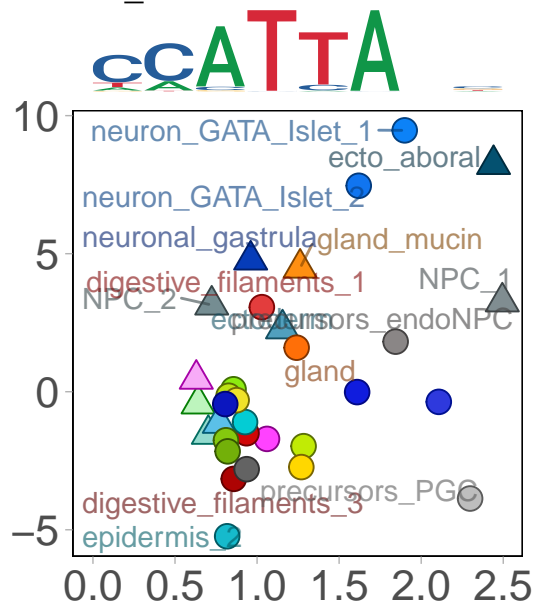 CCATTA
10
neuron_GATA_Islet_1
ecto_aboral
neuron_GATA_Islet_2
neuronal_gastrula
gland_mucin
5
digestive_filaments_1
NPC_1
NPC_2
precursors_endoNPC
gland
0
precursors_PGC
digestive_filaments_3
−5
epidermis_2
0.0 0.5 1.0 1.5 2.0 2.5